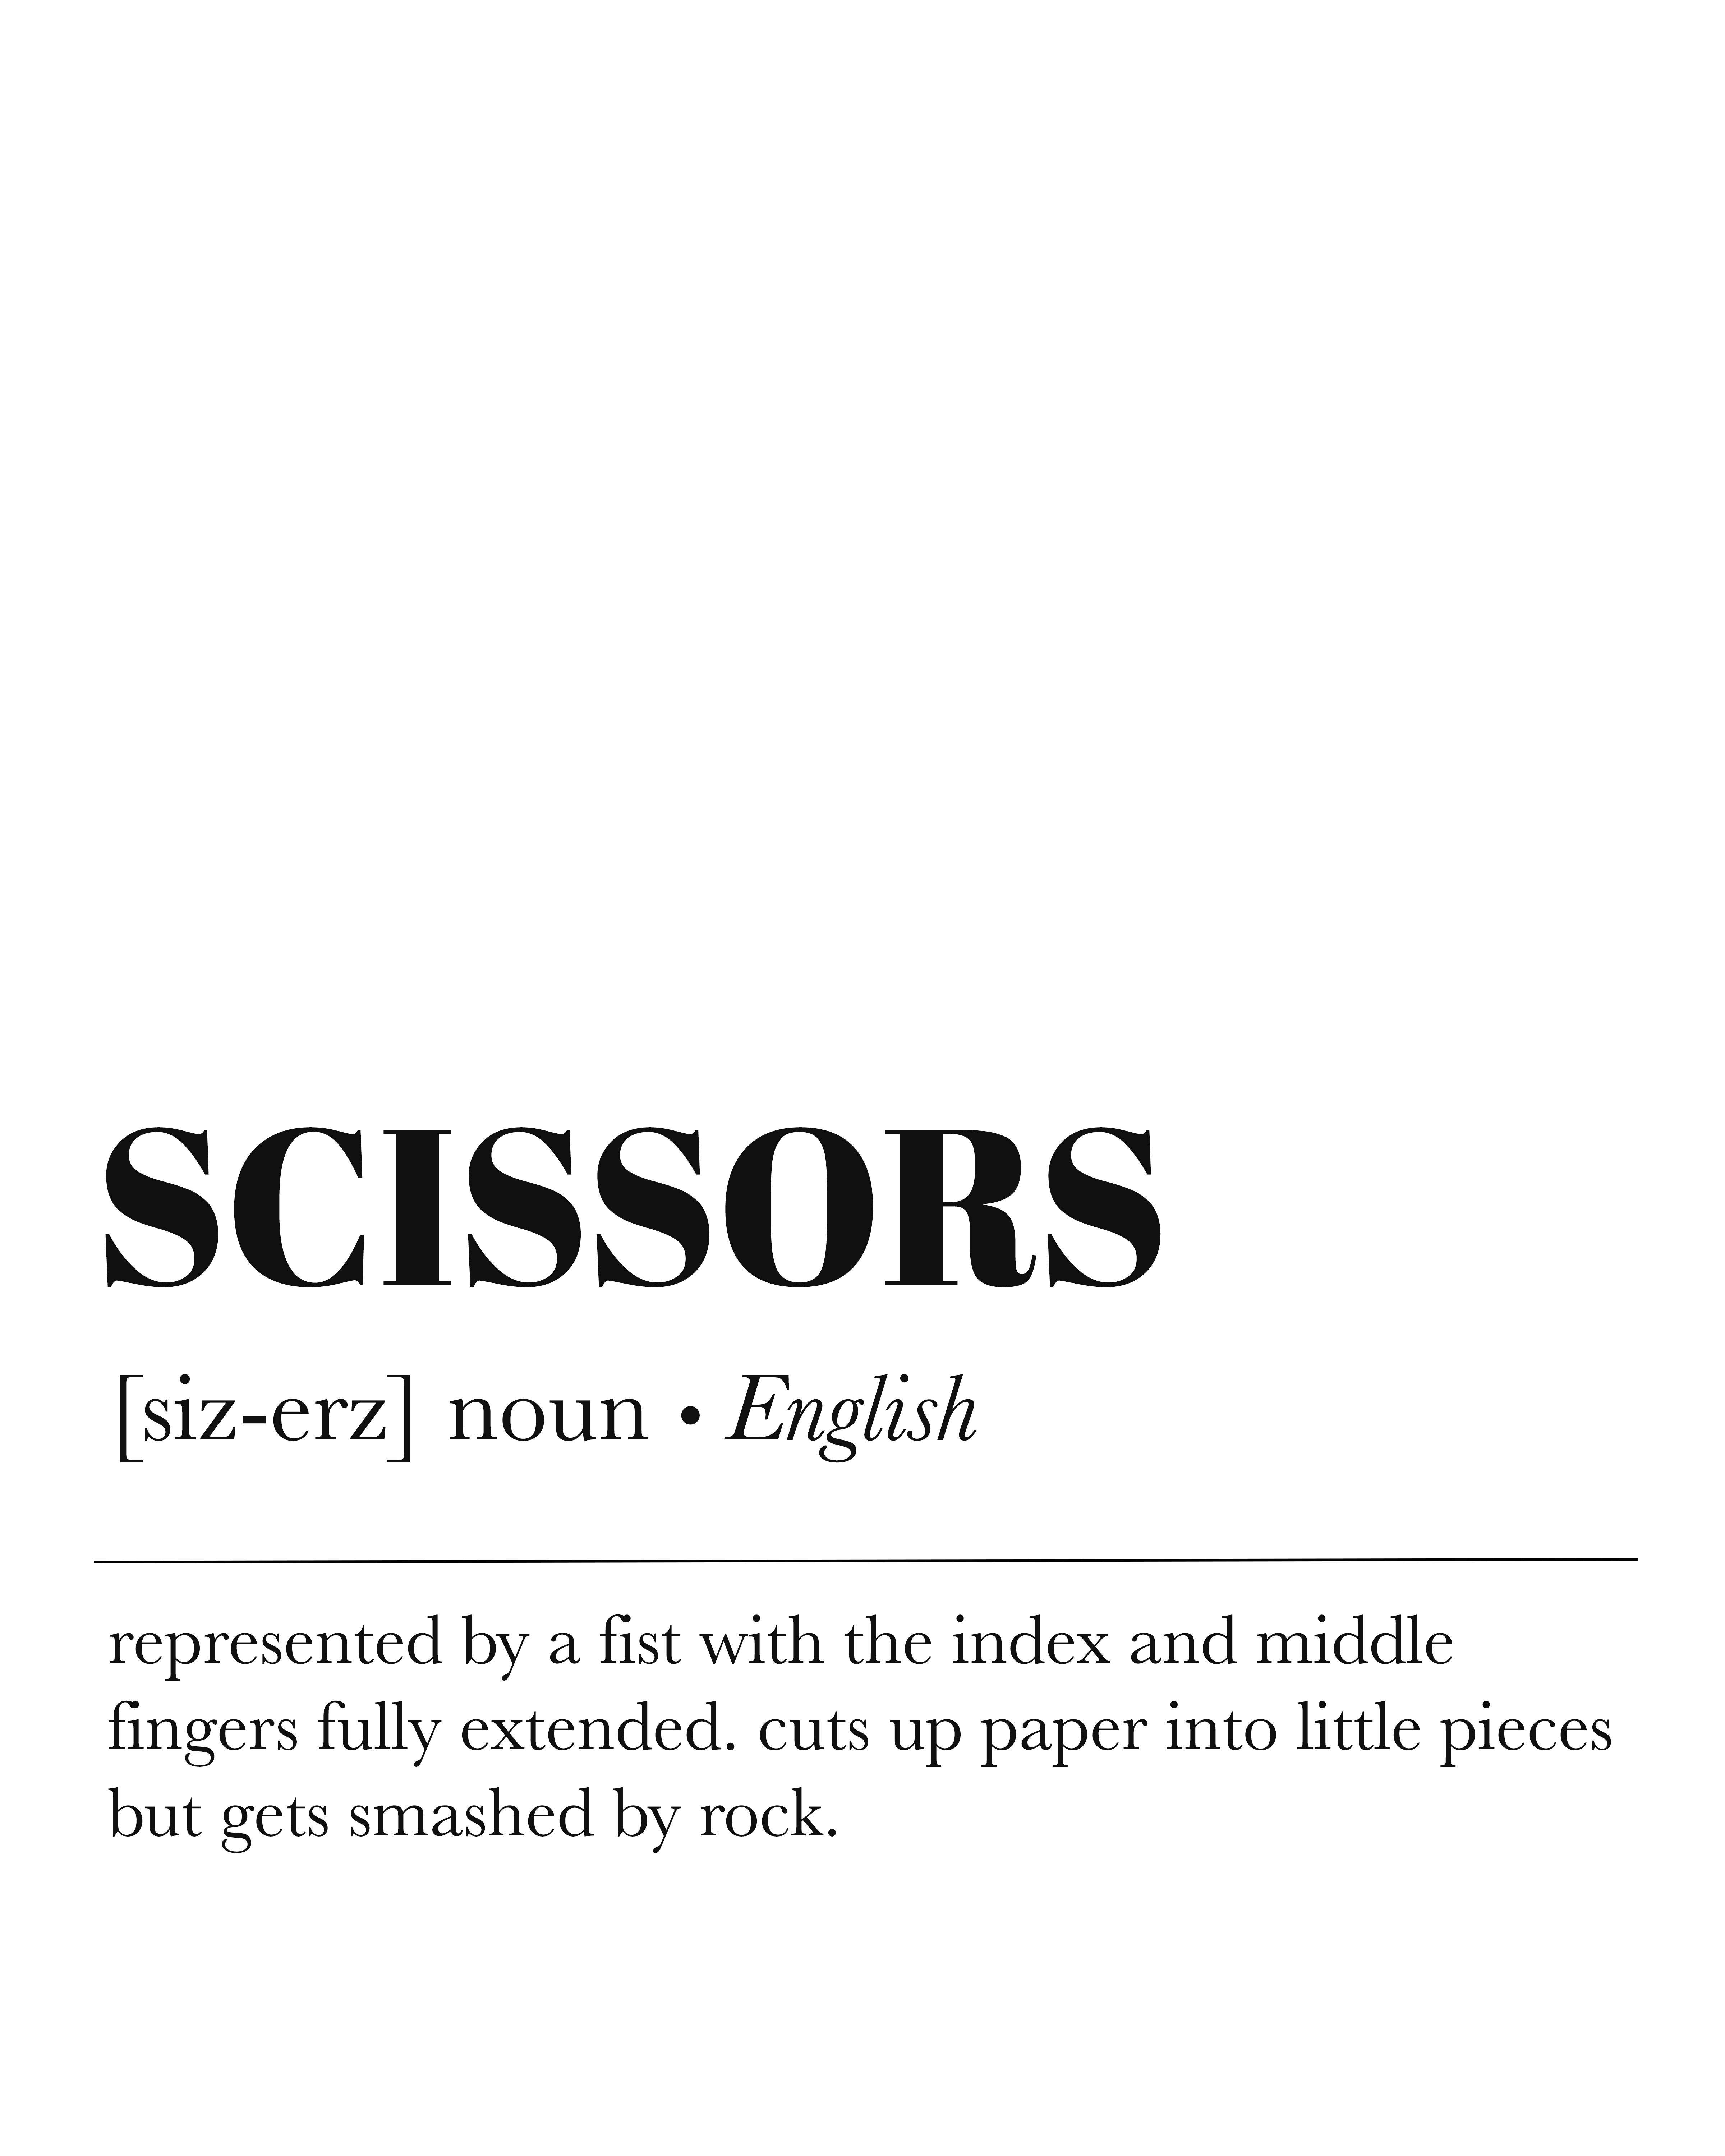 SCISSORS
[siz-erz] noun • English
represented by a fist with the index and middle
fingers fully extended. cuts up paper into little pieces
but gets smashed by rock.